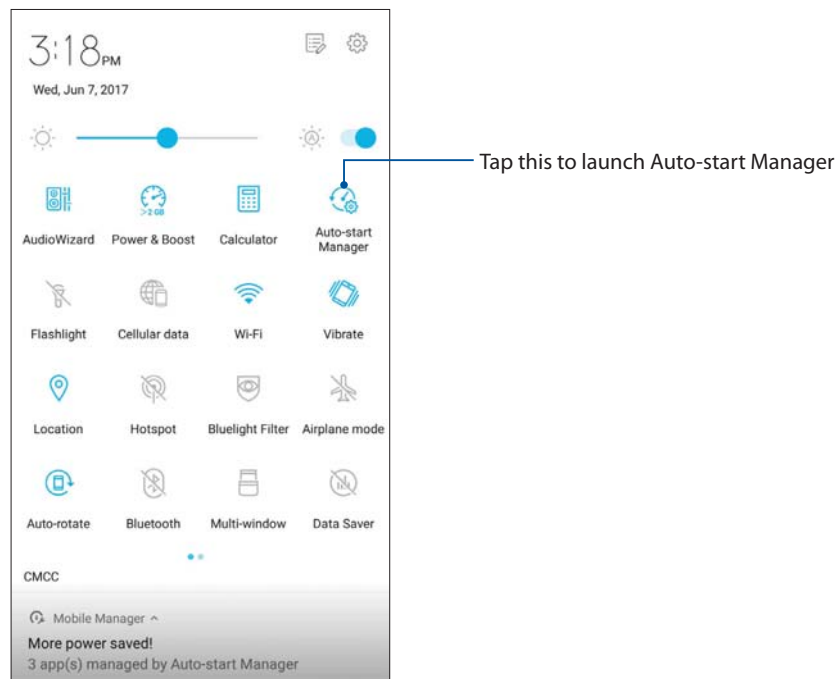 3:18PM
Wed, Jun 7, 2017
A
Tap this to launch Auto-start Manager
>2 GB
AudioWizard Power & Boost Calculator Auto-start Manager
Flashlight Cellular data Wi-Fi Vibrate
Location Hotspot Bluelight Filter Airplane mode
Auto-rotate Bluetooth Multi-window Data Saver
CMCC
Mobile Manager
More power saved!
3 app(s) managed by Auto-start Manager